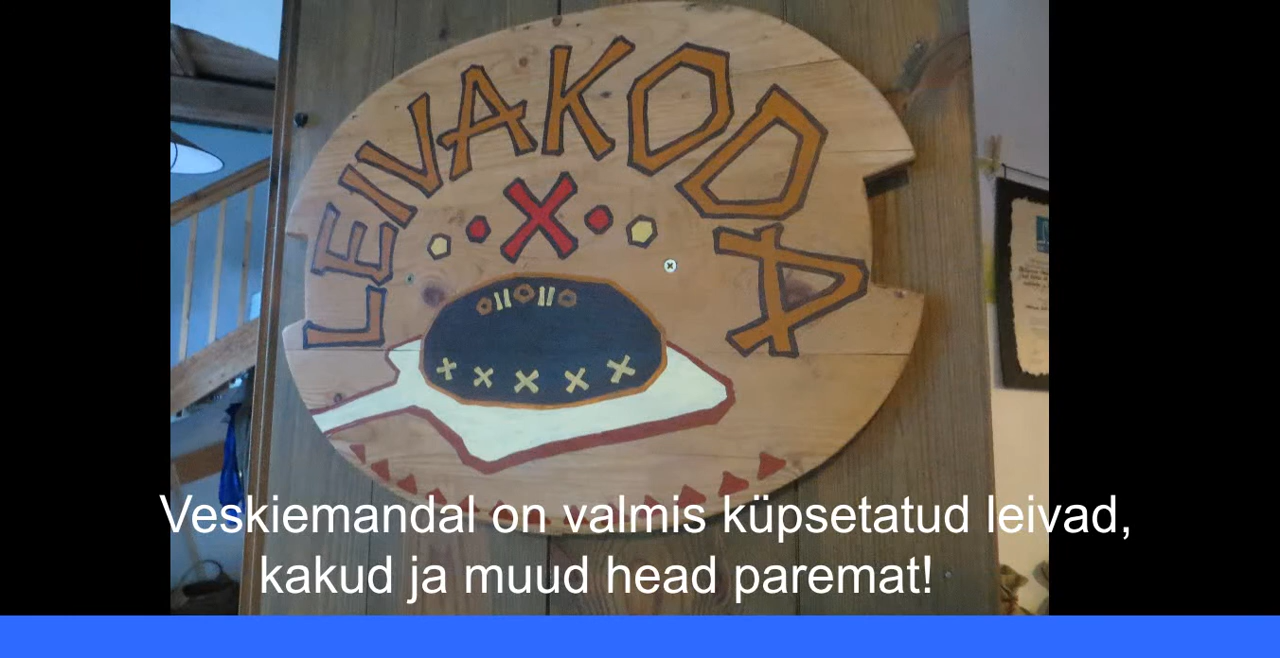 LEIVAKODA
Veskiemandal on valmis küpsetatud leivad,
kakud ja muud head paremat!